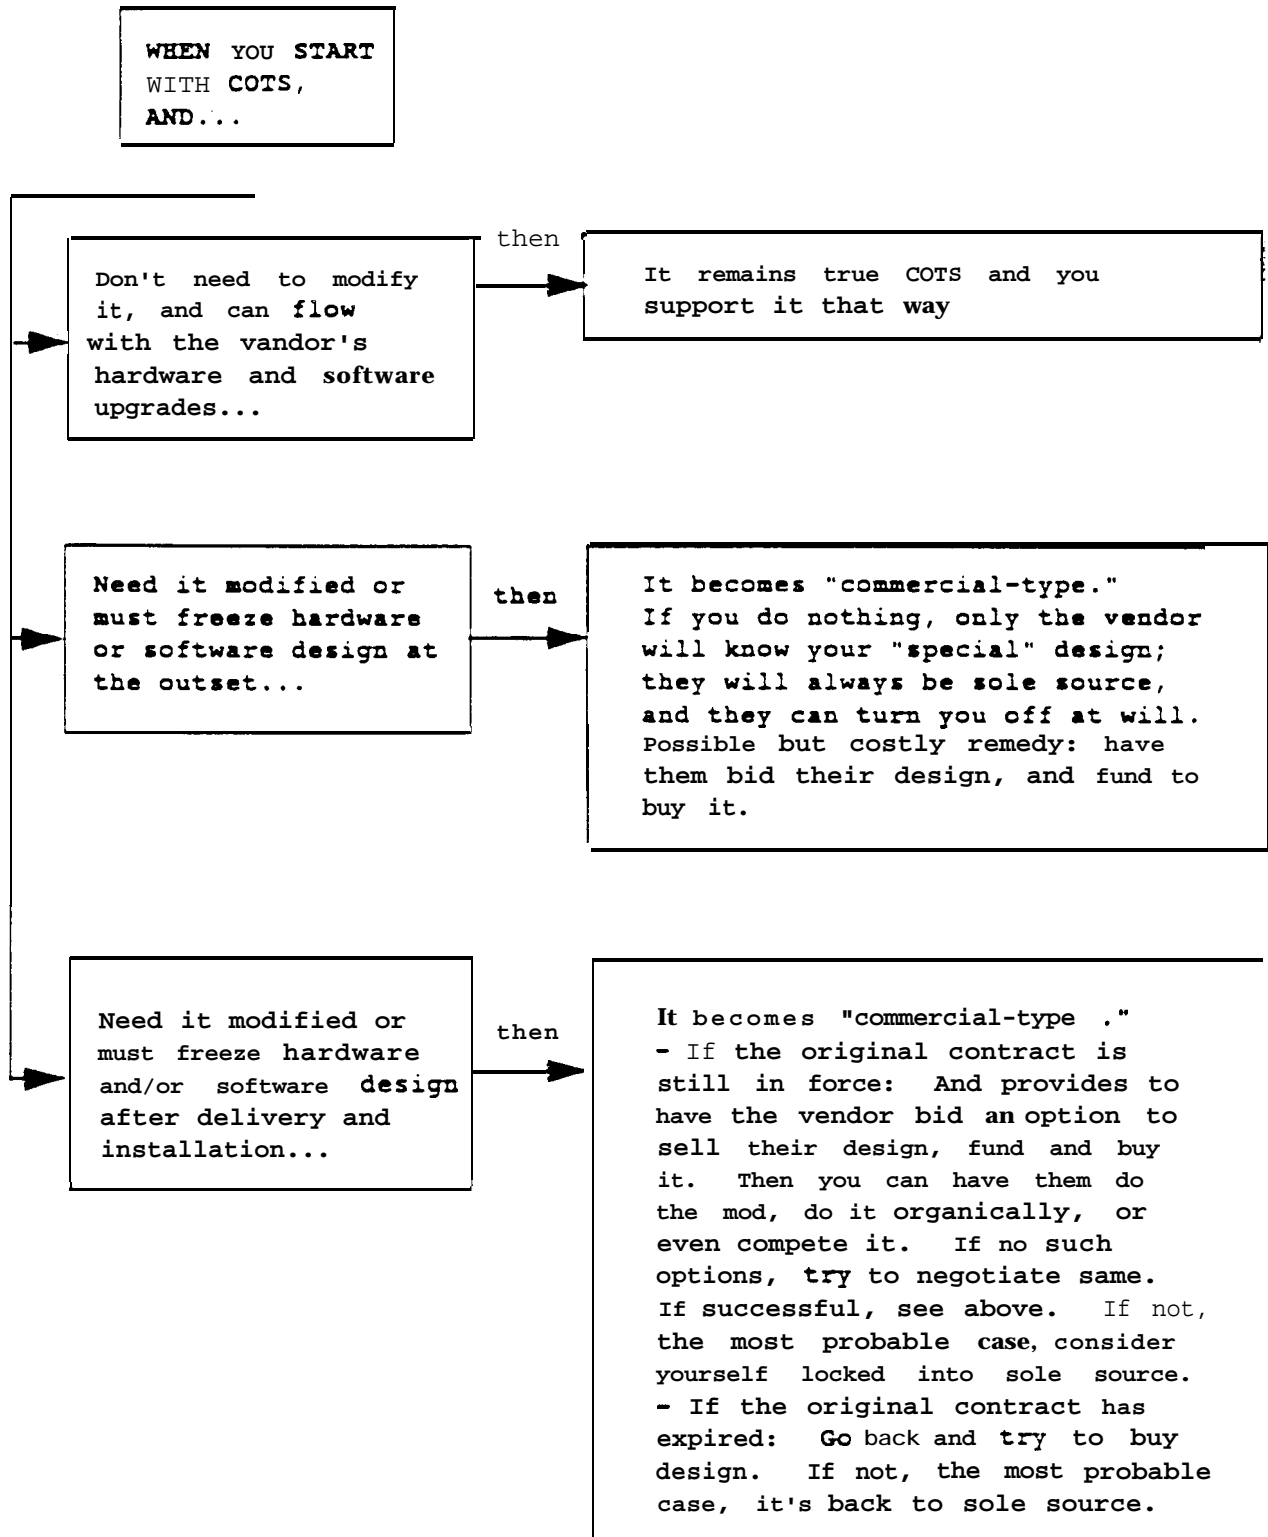 WHEN YOU START
WITH COTS,
AND...
Don't need to modify
it, and can flow
with the vandor's
hardware and software
upgrades...
then
It remains true COTS and you
support it that way
Need it modified or
must freeze hardware
or software design at
the outset...
then
It becomes "commercial-type."
If you do nothing, only the vendor
will know your "special" design;
they will always be sole source,
and they can turn you off at will.
Possible but costly remedy: have
them bid their design, and fund to
buy it.
Need it modified or
must freeze hardware
and/or software design
after delivery and
installation...
then
It becomes "commercial-type ."
- If the original contract is
still in force: And provides to
have the vendor bid an option to
sell their design, fund and buy
it. Then you can have them do
the mod, do it organically, or
even compete it. If no such
options, try to negotiate same.
If successful, see above. If not,
the most probable case, consider
yourself locked into sole source.
- If the original contract has
expired: Go back and try to buy
design. If not, the most probable
case, it's back to sole source.